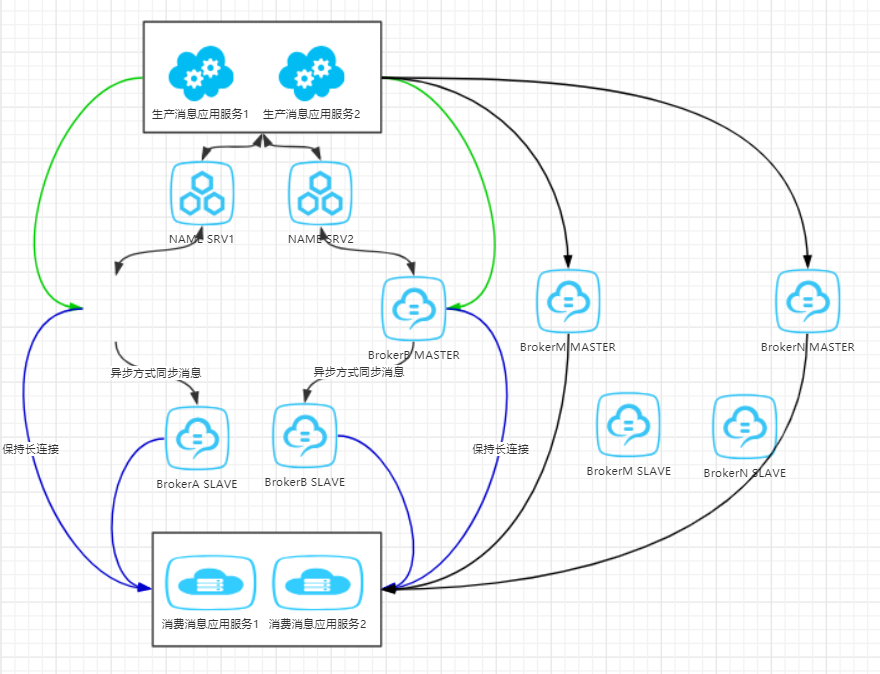 生产消息应用服务1
生产消息应用服务2
NAME SRV1
NAME SRV2
BrokerB MASTER
BrokerM MASTER
BrokerN MASTER
异步方式同步消息
异步方式同步消息
保持长连接
保持长连接
BrokerA SLAVE
BrokerB SLAVE
BrokerM SLAVE
BrokerN SLAVE
消费消息应用服务1
消费消息应用服务2